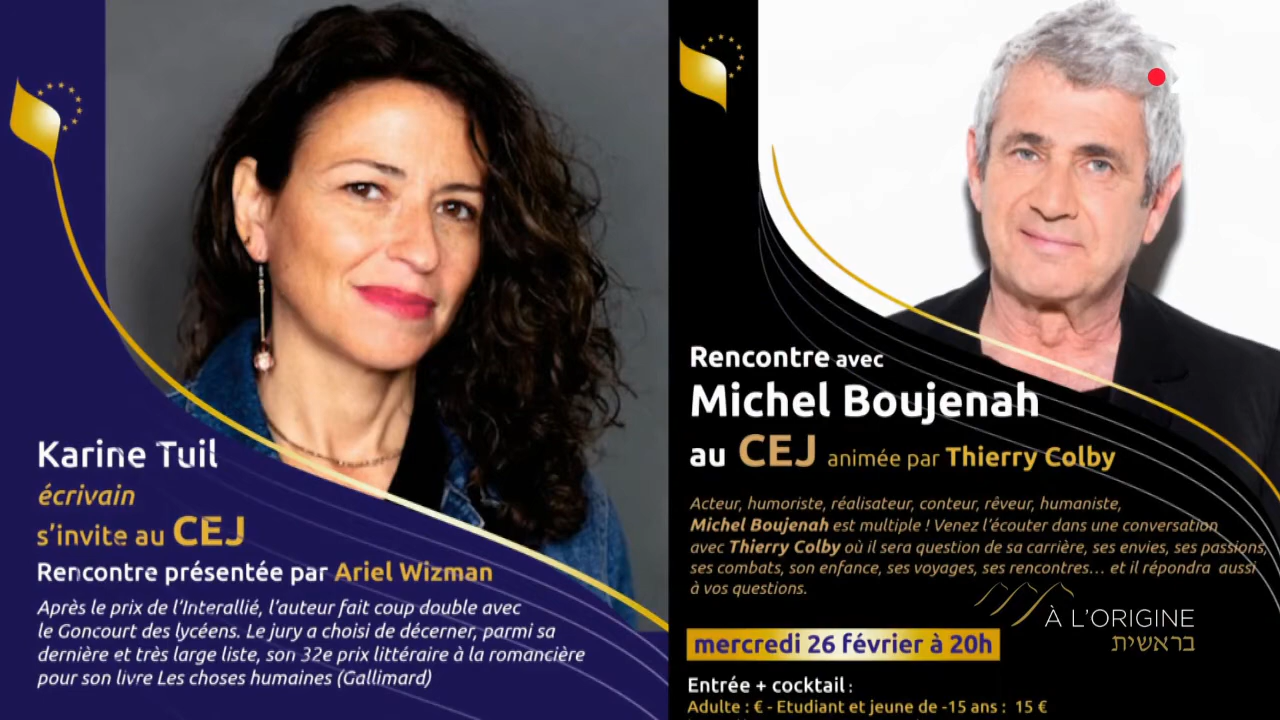 Karine Tuil
écrivain
s'invite au CEJ
Rencontre présentée par Ariel Wizman
Après le prix de l'Interallié, l'auteur fait coup double avec
le Goncourt des lycéens. Le jury a choisi de décerner, parmi sa
dernière et très large liste, son 32e prix littéraire à la romancière
pour son livre Les choses humaines (Gallimard)
Rencontre avec
Michel Boujenah
au CEJ animée par Thierry Colby
Acteur, humoriste, réalisateur, conteur, rêveur, humaniste,
Michel Boujenah est multiple ! Venez l'écouter dans une conversation
avec Thierry Colby où il sera question de sa carrière, ses envies, ses passions,
ses combats, son enfance, ses voyages, ses rencontres... et il répondra aussi
à vos questions.
À L'ORIGINE
בראשית
mercredi 26 février à 20h
Entrée + cocktail :
Adulte : € - Etudiant et jeune de -15 ans : 15 €